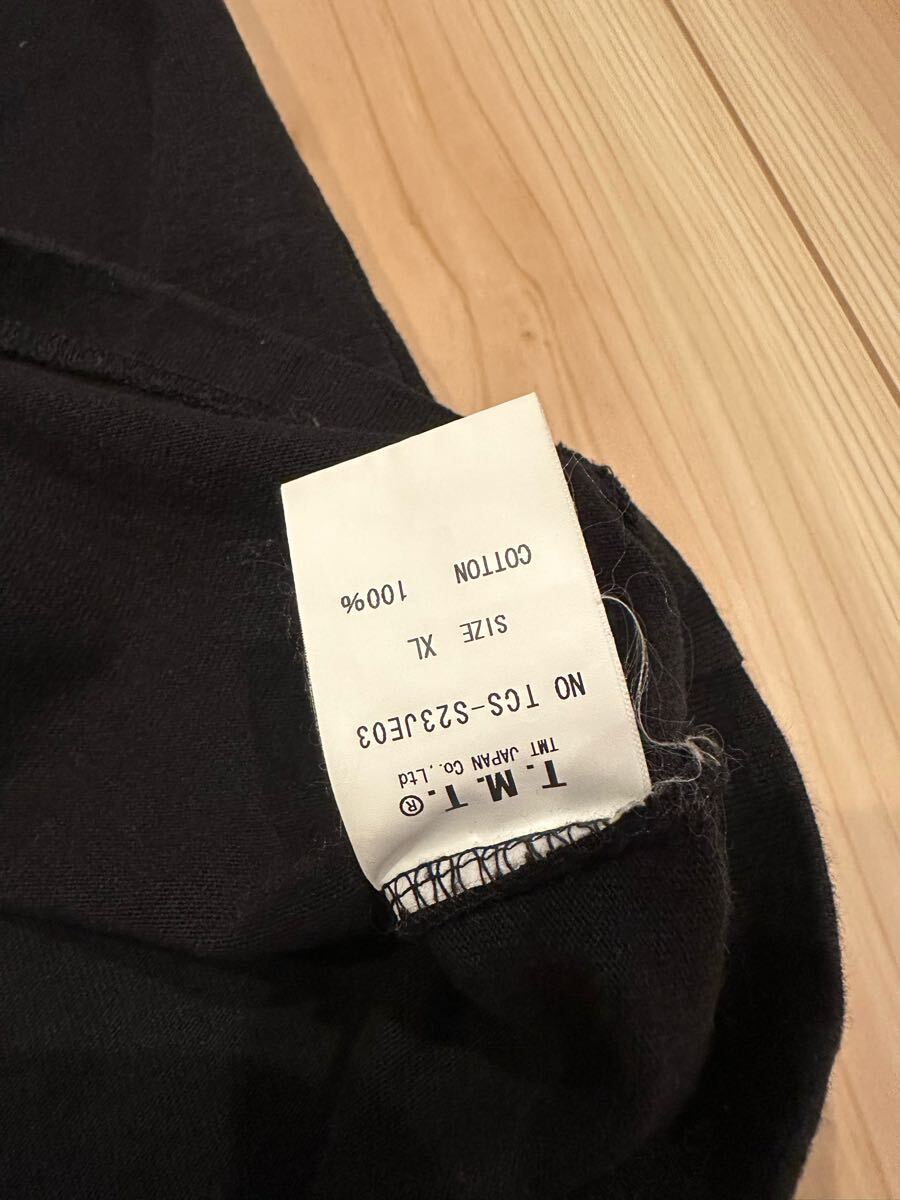 T.M.T.®
TMT JAPAN Co.,Ltd
NO TCS-S23JE03
SIZE XL
COTTON 100%